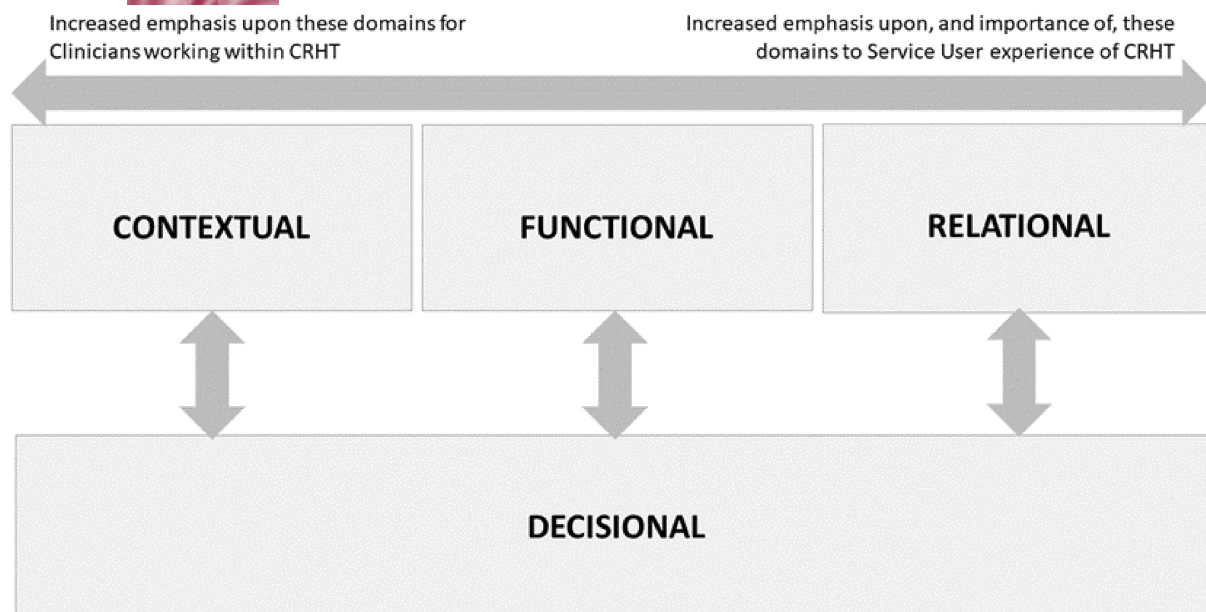 Increased emphasis upon these domains for
Clinicians working within CRHT
Increased emphasis upon, and importance of, these
domains to Service User experience of CRHT
CONTEXTUAL
FUNCTIONAL
RELATIONAL
DECISIONAL